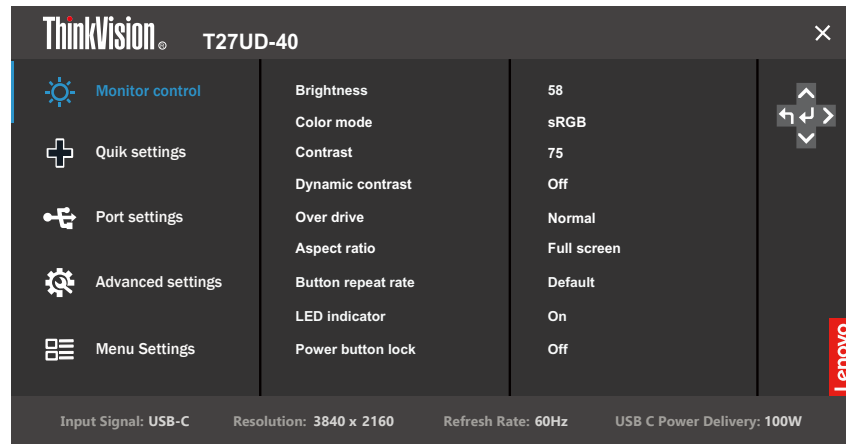 ThinkVision® T27UD-40
Monitor control
Brightness 58
Color mode sRGB
Quik settings
Contrast 75
Dynamic contrast Off
Port settings
Over drive Normal
Aspect ratio Full screen
Advanced settings
Button repeat rate Default
LED indicator On
Menu Settings
Power button lock Off
Lenovo
Input Signal: USB-C Resolution: 3840 x 2160 Refresh Rate: 60Hz USB C Power Delivery: 100W